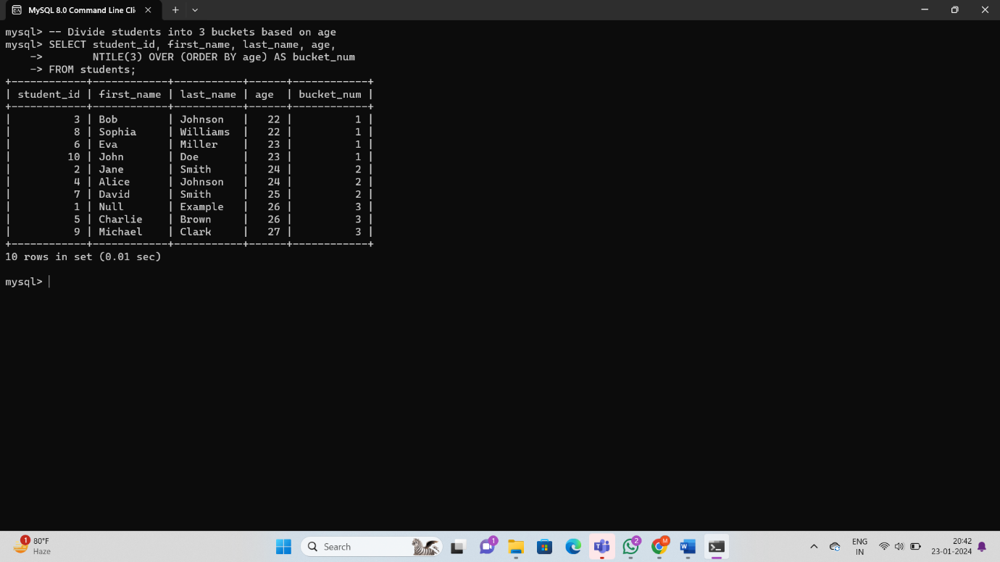 MySQL 8.0 Command Line Cli
mysql> -- Divide students into 3 buckets based on age
mysql> SELECT student_id, first_name, last_name, age,
    ->        NTILE(3) OVER (ORDER BY age) AS bucket_num
    -> FROM students;
+------------+------------+-----------+------+------------+
| student_id | first_name | last_name | age  | bucket_num |
+------------+------------+-----------+------+------------+
|          3 | Bob        | Johnson   |   22 |          1 |
|          8 | Sophia     | Williams  |   22 |          1 |
|          6 | Eva        | Miller    |   23 |          1 |
|         10 | John       | Doe       |   23 |          1 |
|          2 | Jane       | Smith     |   24 |          2 |
|          4 | Alice      | Johnson   |   24 |          2 |
|          7 | David      | Smith     |   25 |          2 |
|          1 | Null       | Example   |   26 |          3 |
|          5 | Charlie    | Brown     |   26 |          3 |
|          9 | Michael    | Clark     |   27 |          3 |
+------------+------------+-----------+------+------------+
10 rows in set (0.01 sec)
mysql>
1
80°F
Haze
Search
1
2
M
W
ENG
IN
20:42
23-01-2024